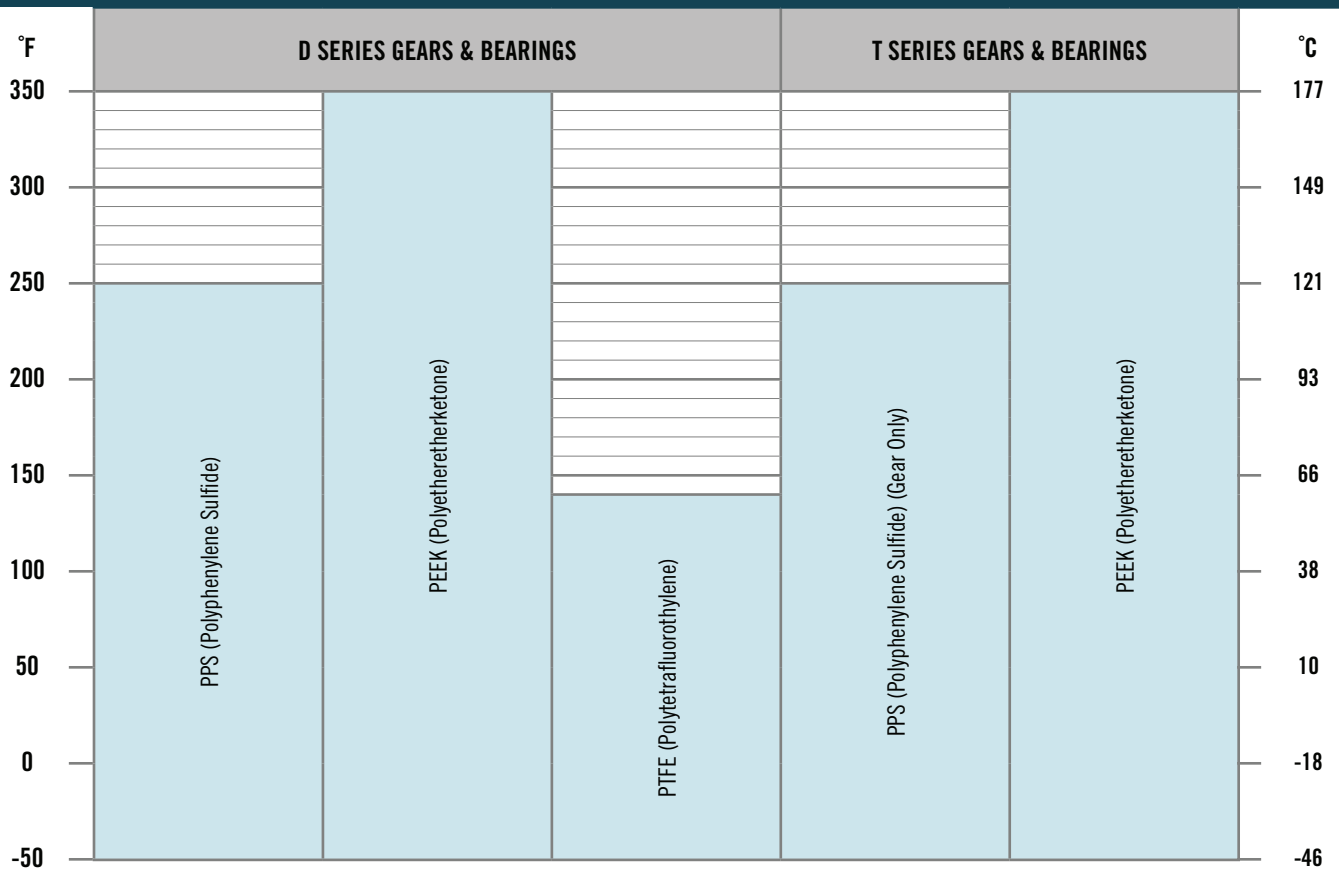 ˚F
D SERIES GEARS & BEARINGS
T SERIES GEARS & BEARINGS
˚C
350
177
300
149
250
121
200
93
150
66
100
38
50
10
0
-18
-50
-46
PPS (Polyphenylene Sulfide)
PEEK (Polyetheretherketone)
PTFE (Polytetrafluorothylene)
PPS (Polyphenylene Sulfide) (Gear Only)
PEEK (Polyetheretherketone)